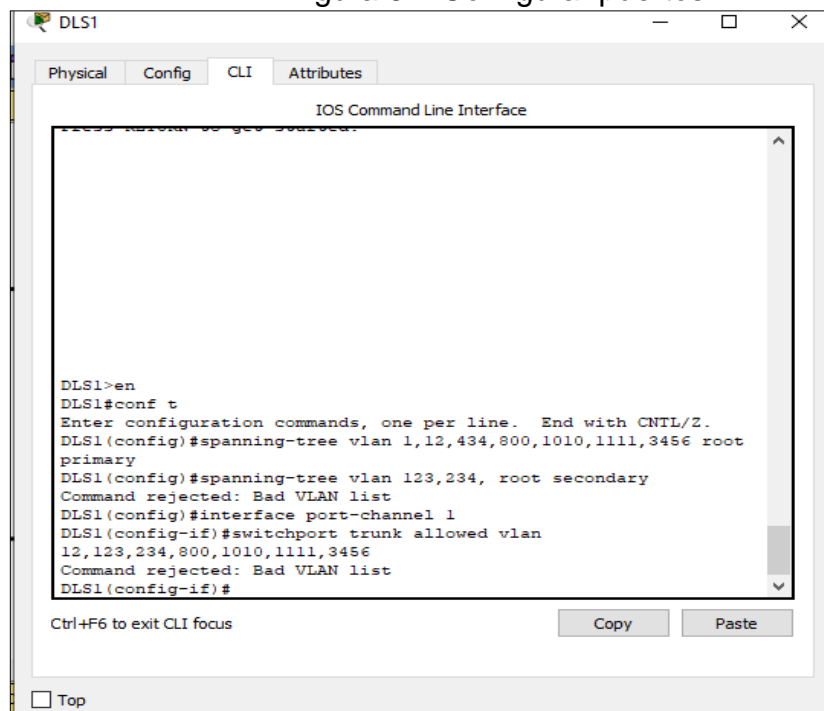 DLS1
Physical Config CLI Attributes
IOS Command Line Interface
DLS1>en
DLS1#conf t
Enter configuration commands, one per line.  End with CNTL/Z.
DLS1(config)#spanning-tree vlan 1,12,434,800,1010,1111,3456 root
primary
DLS1(config)#spanning-tree vlan 123,234, root secondary
Command rejected: Bad VLAN list
DLS1(config)#interface port-channel 1
DLS1(config-if)#switchport trunk allowed vlan
12,123,234,800,1010,1111,3456
Command rejected: Bad VLAN list
DLS1(config-if)#
Ctrl+F6 to exit CLI focus
Copy Paste
Top